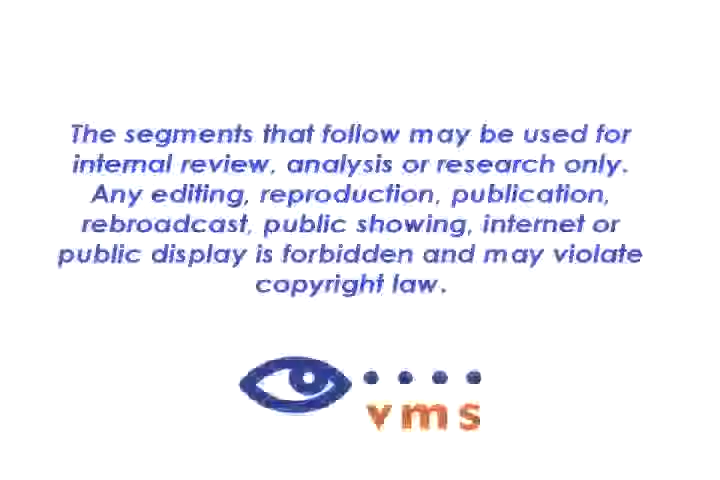 The segments that follow may be used for
internal review, analysis or research only.
Any editing, reproduction, publication,
rebroadcast, public showing, internet or
public display is forbidden and may violate
copyright law.
vms